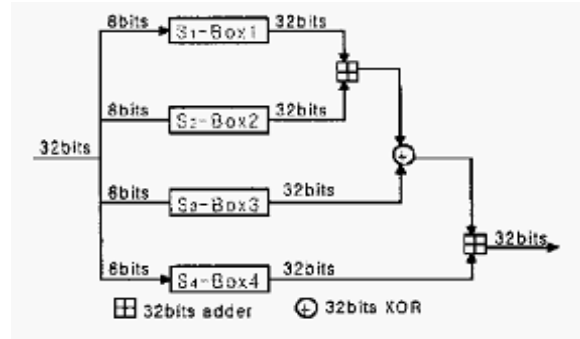 8bits S1-Box1 32bits
8bits S2-Box2 32bits
32bits
8bits S3-Box3 32bits
32bits
8bits S4-Box4 32bits
32bits adder 32bits XOR